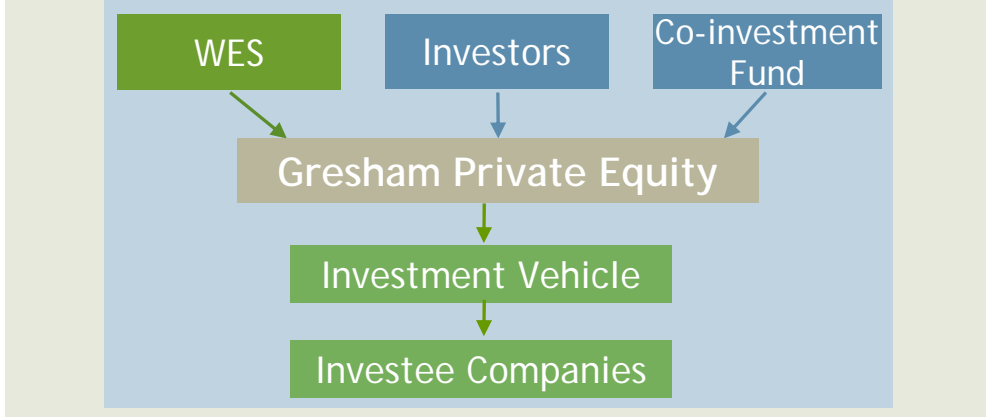 WES
Investors
Co-investment
Fund
Gresham Private Equity
Investment Vehicle
Investee Companies